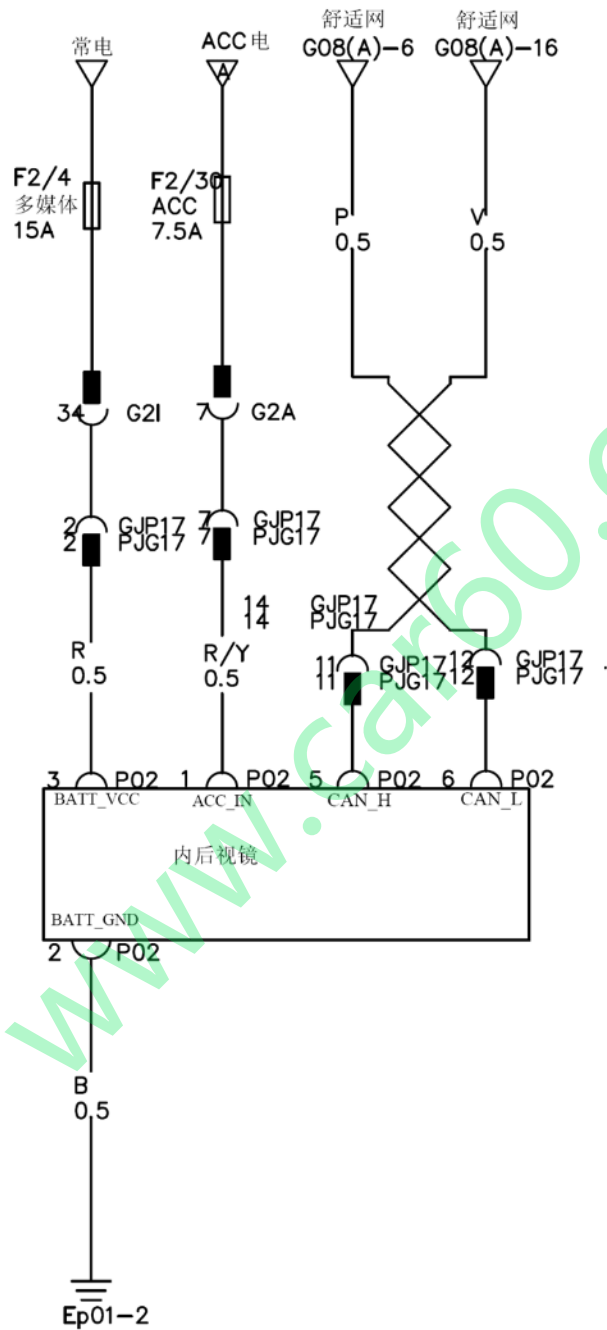 常电
ACC电
A
舒适网
G08(A)-6
舒适网
G08(A)-16
F2/4
多媒体
15A
F2/30
ACC
7.5A
P
0.5
V
0.5
34 G2I
7 G2A
2 GJP17
2 PJG17
7 GJP17
7 PJG17
14 GJP17
14 PJG17
R
0.5
R/Y
0.5
11 GJP17
11 PJG17
12 GJP17
12 PJG17
3 P02
1 P02
5 P02
6 P02
BATT_VCC
ACC_IN
CAN_H
CAN_L
内后视镜
BATT_GND
2 P02
B
0.5
Ep01-2